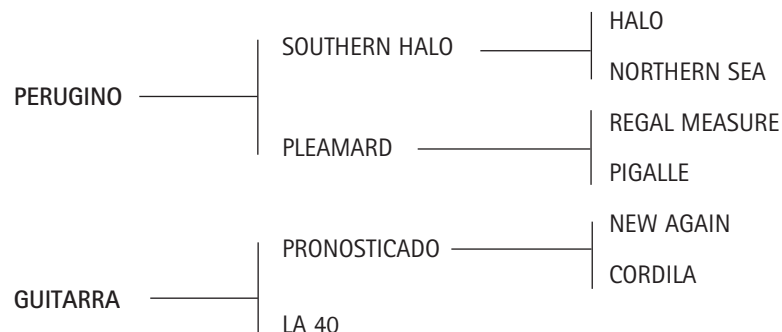 HALO
SOUTHERN HALO
NORTHERN SEA
PERUGINO
REGAL MEASURE
PLEAMARD
PIGALLE
NEW AGAIN
PRONOSTICADO
CORDILA
GUITARRA
LA 40